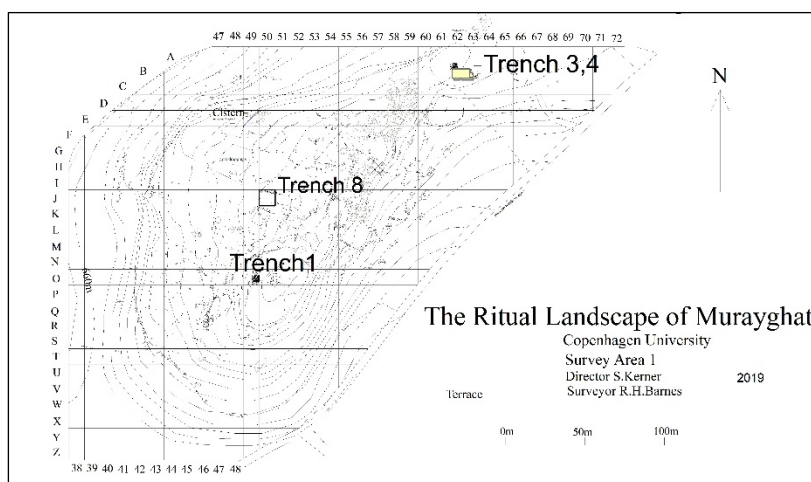 47 48 49 50 51 52 53 54 55 56 57 58 59 60 61 62 63 64 65 66 67 68 69 70 71 72
Trench 3,4
A
B
C
D
E
F
G
H
I
J
K
L
M
N
O
P
Q
R
S
T
U
V
W
X
Y
Z
N
Cistern
Trench 8
Trench1
The Ritual Landscape of Murayghat
Copenhagen University
Survey Area 1
Director S.Kerner
2019
Surveyor R.H.Barnes
Terrace
0m 50m 100m
38 39 40 41 42 43 44 45 46 47 48